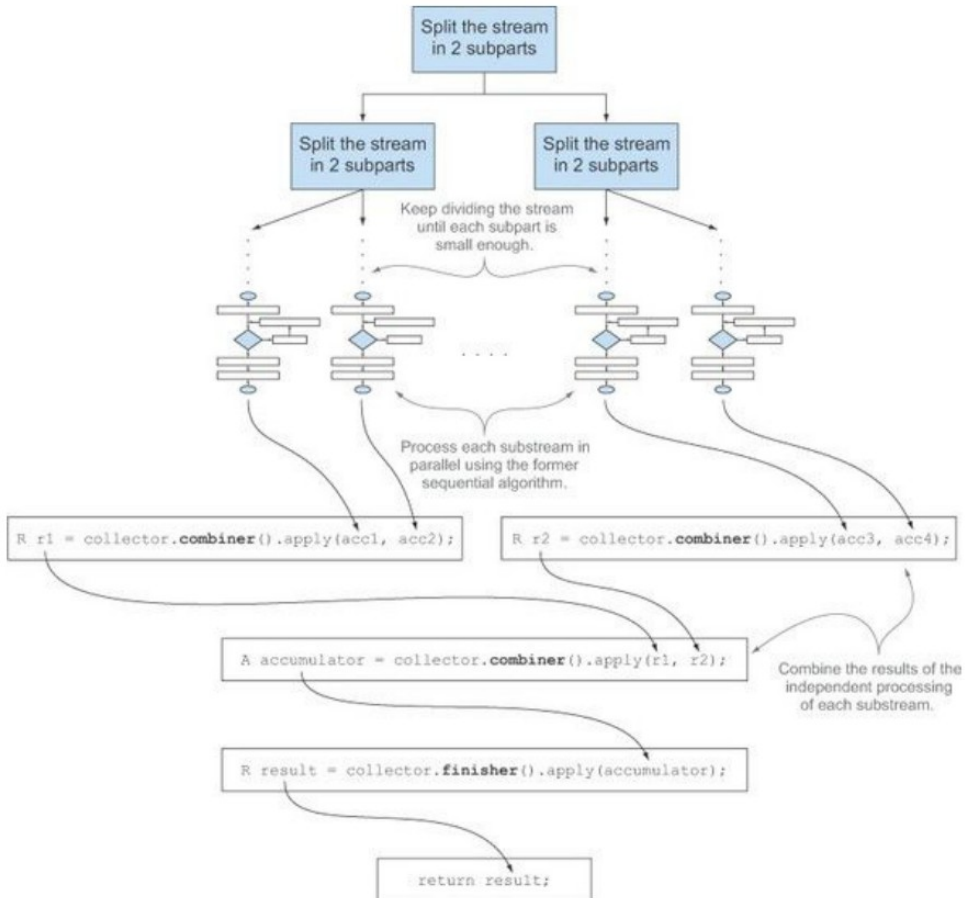 Split the stream
in 2 subparts
Split the stream
in 2 subparts
Split the stream
in 2 subparts
Keep dividing the stream
until each subpart is
small enough.
Process each substream in
parallel using the former
sequential algorithm.
R r1 = collector.combiner().apply(acc1, acc2);
R r2 = collector.combiner().apply(acc3, acc4);
A accumulator = collector.combiner().apply(r1, r2);
Combine the results of the
independent processing
of each substream.
R result = collector.finisher().apply(accumulator);
return result;